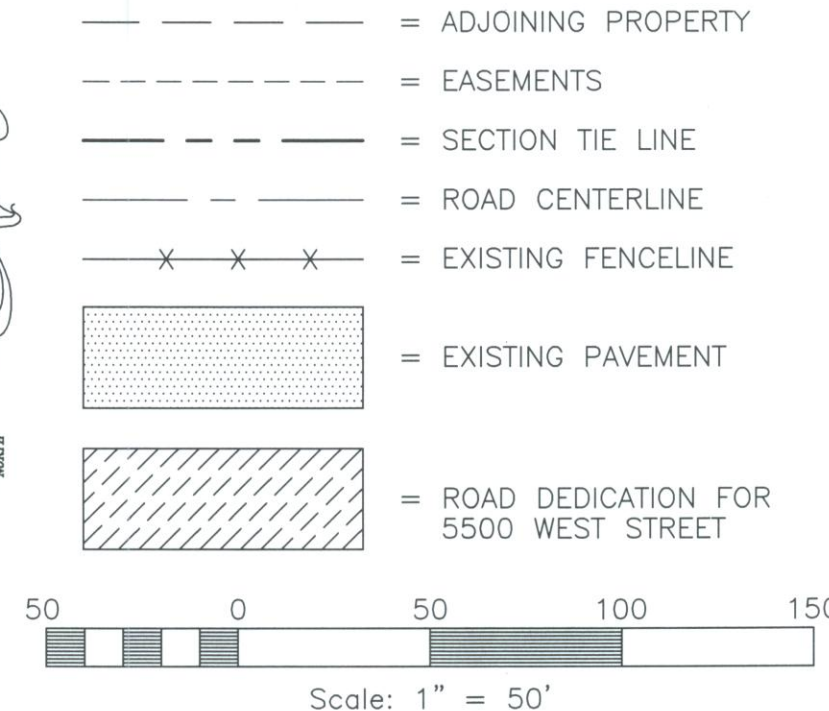 = ADJOINING PROPERTY
= EASEMENTS
= SECTION TIE LINE
= ROAD CENTERLINE
= EXISTING FENCELINE
= EXISTING PAVEMENT
= ROAD DEDICATION FOR
5500 WEST STREET
50 0 50 100 150
Scale: 1" = 50'